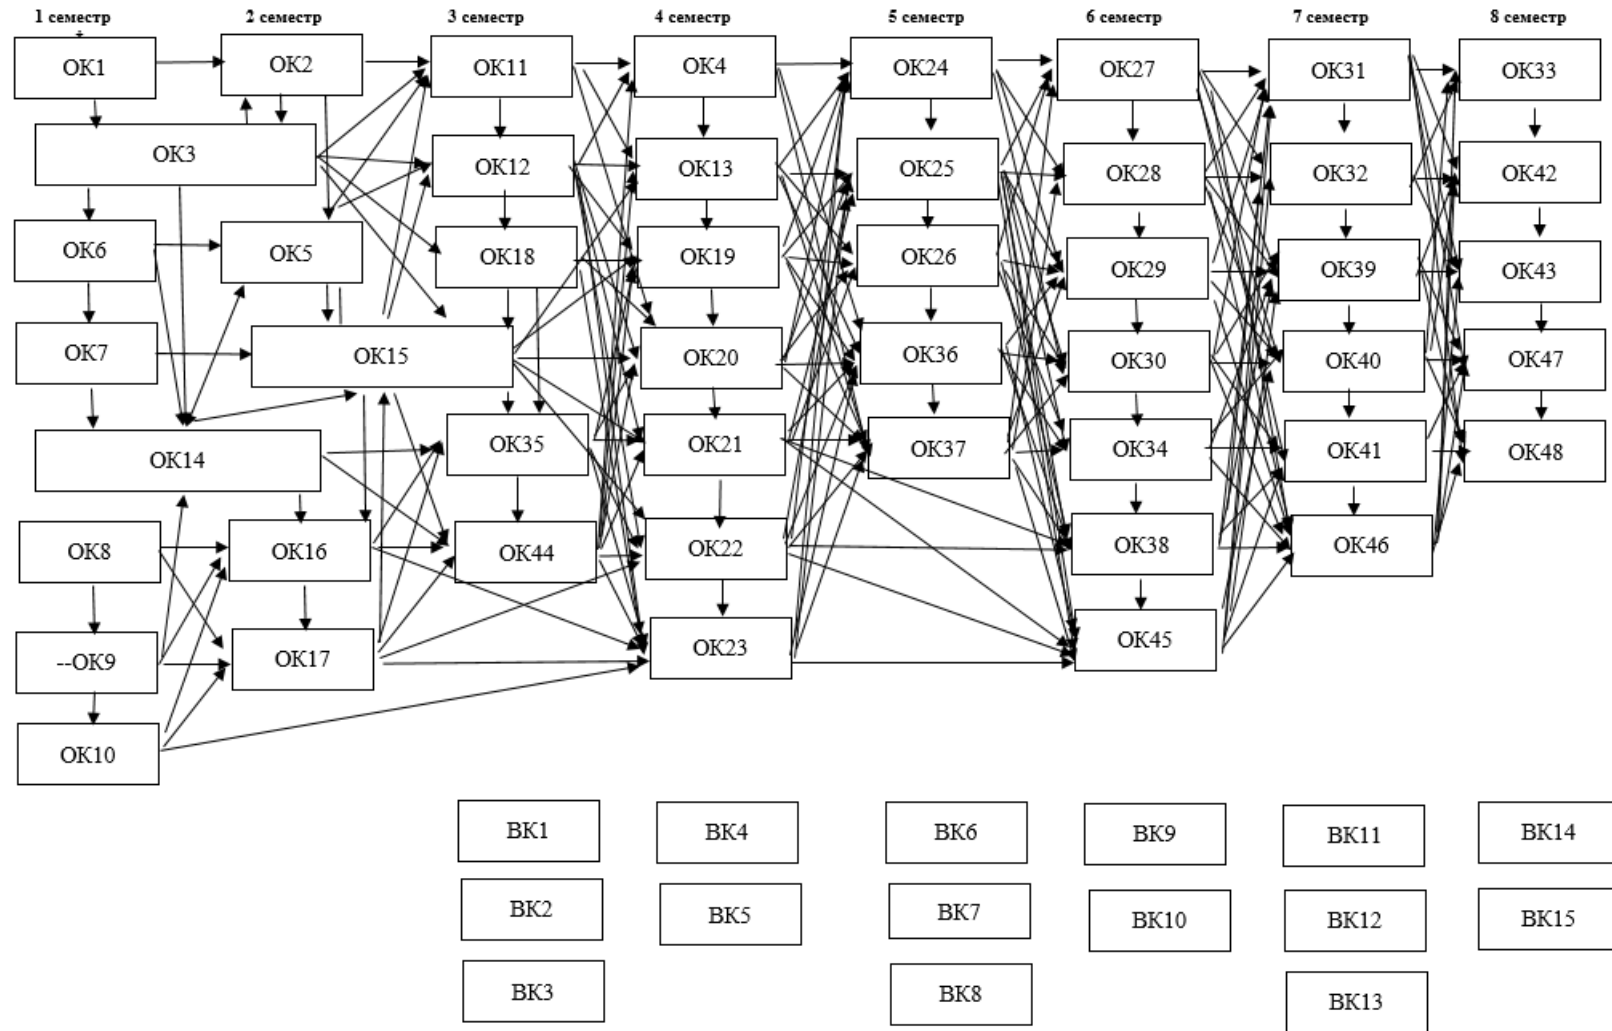 1 семестр 2 семестр 3 семестр 4 семестр 5 семестр 6 семестр 7 семестр 8 семестр
ОК1 ОК2 ОК11 ОК4 ОК24 ОК27 ОК31 ОК33
ОК3 ОК12 ОК13 ОК25 ОК28 ОК32 ОК42
ОК6 ОК5 ОК18 ОК19 ОК26 ОК29 ОК39 ОК43
ОК7 ОК15 ОК20 ОК36 ОК30 ОК40 ОК47
ОК14 ОК35 ОК21 ОК37 ОК34 ОК41 ОК48
ОК8 ОК16 ОК44 ОК22 ОК38 ОК46
--ОК9 ОК17 ОК23 ОК45
ОК10
ВК1 ВК4 ВК6 ВК9 ВК11 ВК14
ВК2 ВК5 ВК7 ВК10 ВК12 ВК15
ВК3 ВК8 ВК13